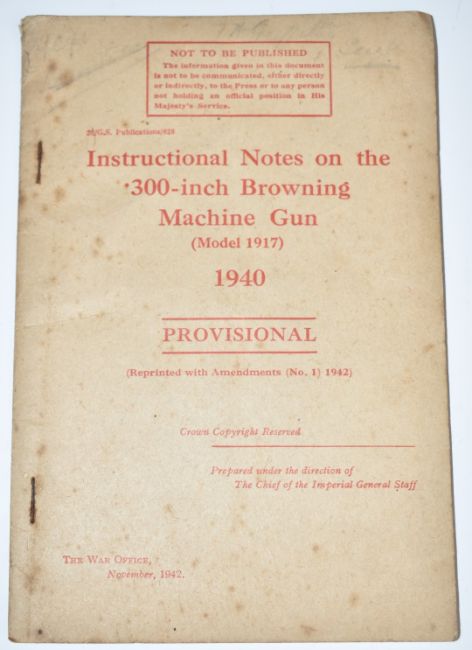 NOT TO BE PUBLISHED
The information given in this document
is not to be communicated, either directly
or indirectly, to the Press or to any person
not holding an official position in His
Majesty's Service.
26/G.S. Publications/628
Instructional Notes on the
·300-inch Browning
Machine Gun
(Model 1917)
1940
PROVISIONAL
(Reprinted with Amendments (No. 1) 1942)
Crown Copyright Reserved
Prepared under the direction of
The Chief of the Imperial General Staff
THE WAR OFFICE,
November, 1942.